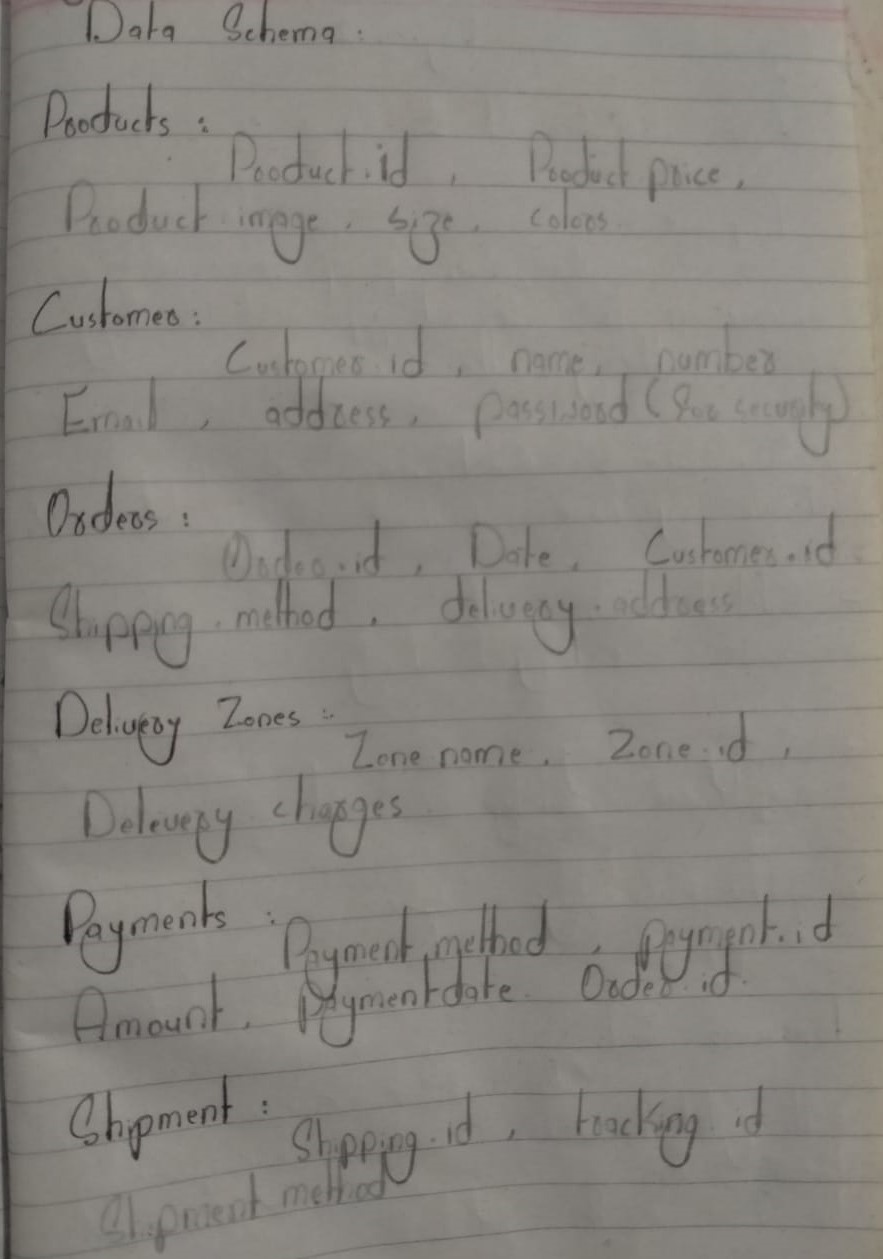 Data Schema :
Products :
Product.id , Product price ,
Product image , size , colors
Customer :
Customer id , name , number
Email , address , password (for security)
Orders :
Order.id , Date , Customer.id
Shipping.method , delivery.address
Delivery Zones :
Zone name , Zone.id ,
Delevery charges
Payments :
Payment method , payment.id
Amount , Payment date Order id.
Shipment :
Shipping.id , tracking id
Shipment method